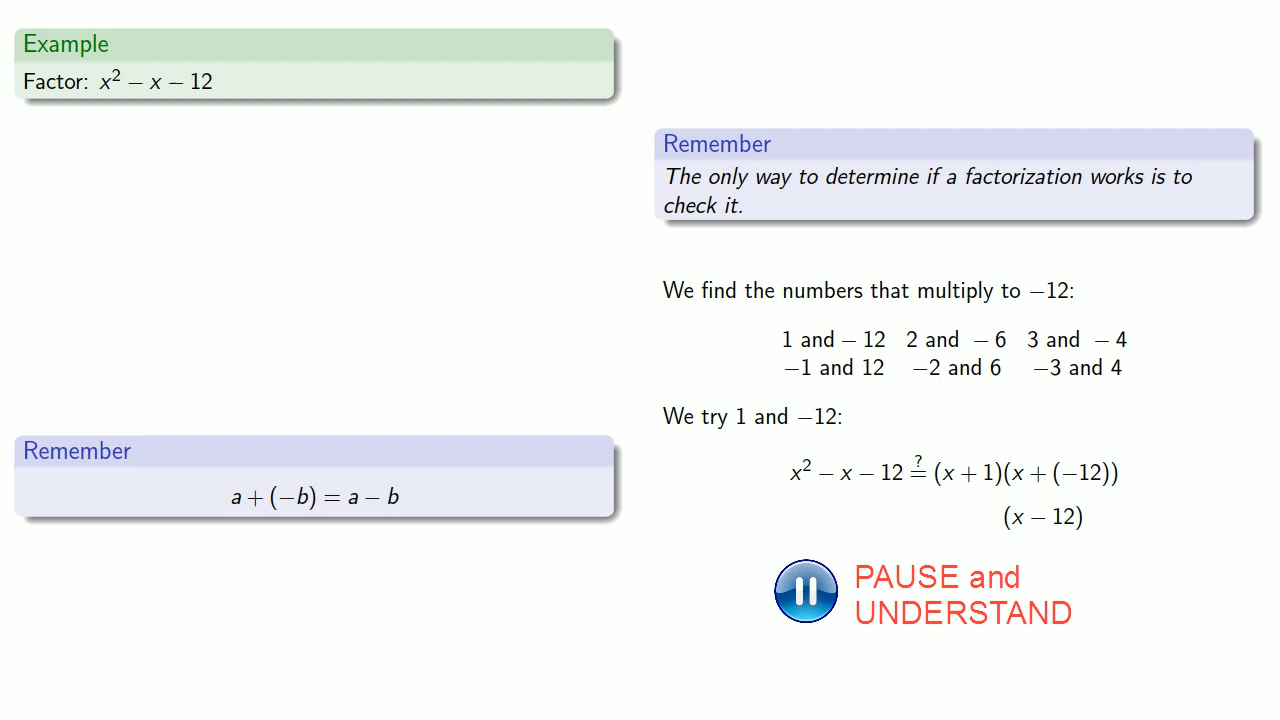 Example
Factor: x² − x − 12
Remember
The only way to determine if a factorization works is to
check it.
We find the numbers that multiply to −12:
1 and − 12 2 and − 6 3 and − 4
−1 and 12 −2 and 6 −3 and 4
We try 1 and −12:
x² − x − 12 ≟ (x + 1)(x + (−12))
(x − 12)
Remember
a + (−b) = a − b
PAUSE and
UNDERSTAND